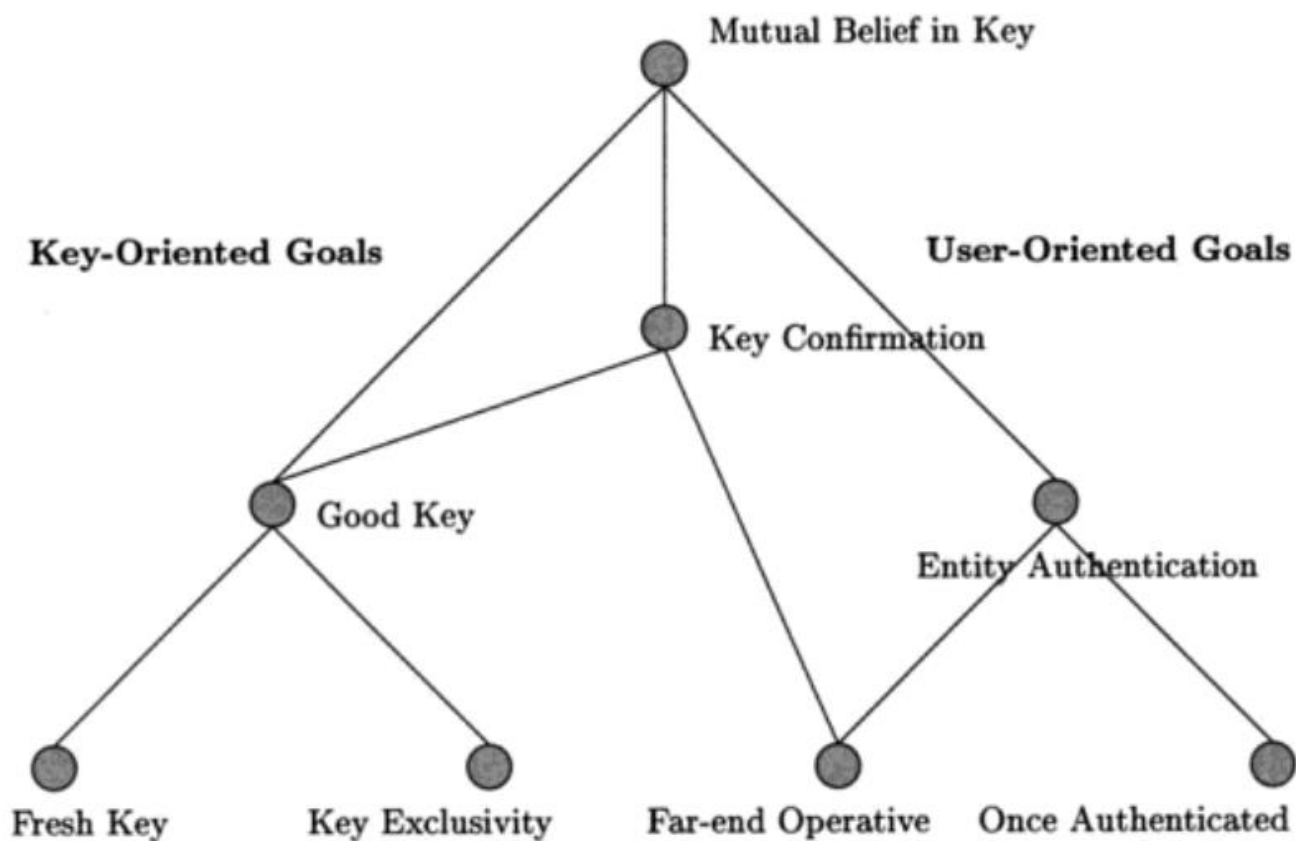 Mutual Belief in Key
Key-Oriented Goals
User-Oriented Goals
Key Confirmation
Good Key
Entity Authentication
Fresh Key
Key Exclusivity
Far-end Operative
Once Authenticated